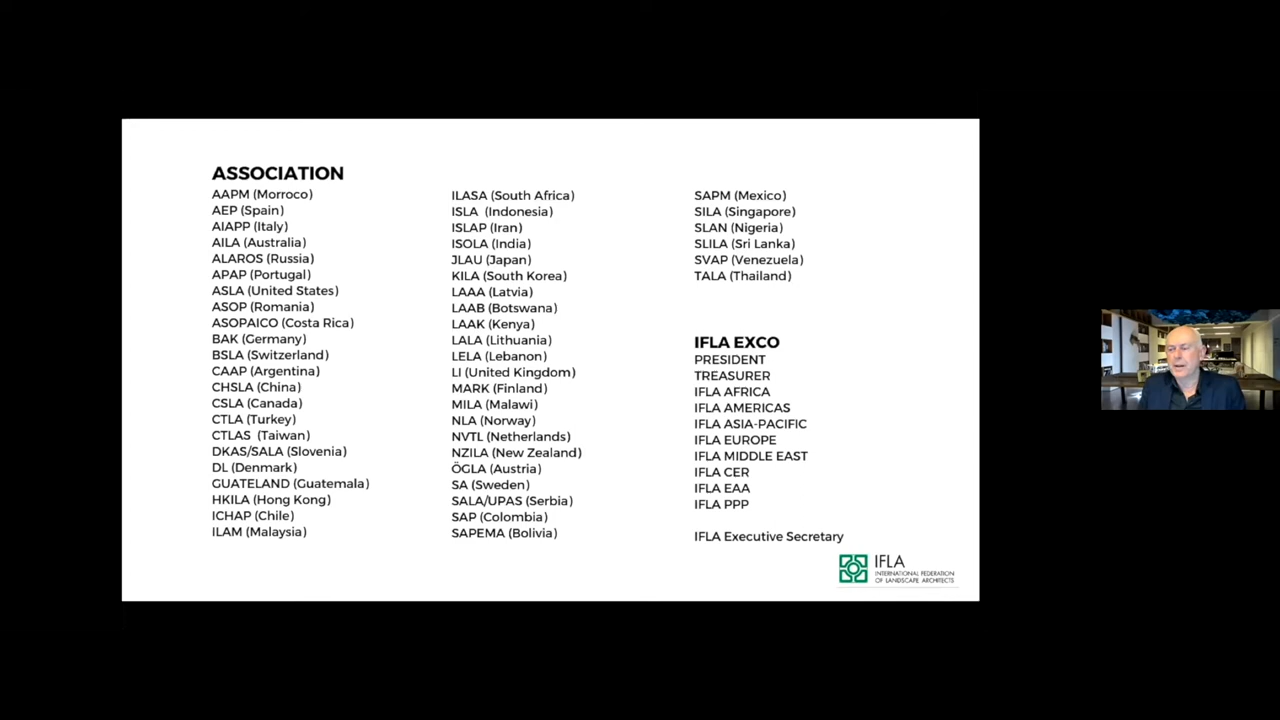 ASSOCIATION
AAPM (Morroco)
AEP (Spain)
AIAPP (Italy)
AILA (Australia)
ALAROS (Russia)
APAP (Portugal)
ASLA (United States)
ASOP (Romania)
ASOPAICO (Costa Rica)
BAK (Germany)
BSLA (Switzerland)
CAAP (Argentina)
CHSLA (China)
CSLA (Canada)
CTLA (Turkey)
CTLAS (Taiwan)
DKAS/SALA (Slovenia)
DL (Denmark)
GUATELAND (Guatemala)
HKILA (Hong Kong)
ICHAP (Chile)
ILAM (Malaysia)
ILASA (South Africa)
ISLA (Indonesia)
ISLAP (Iran)
ISOLA (India)
JLAU (Japan)
KILA (South Korea)
LAAA (Latvia)
LAAB (Botswana)
LAAK (Kenya)
LALA (Lithuania)
LELA (Lebanon)
LI (United Kingdom)
MARK (Finland)
MILA (Malawi)
NLA (Norway)
NVTL (Netherlands)
NZILA (New Zealand)
ÖGLA (Austria)
SA (Sweden)
SALA/UPAS (Serbia)
SAP (Colombia)
SAPEMA (Bolivia)
SAPM (Mexico)
SILA (Singapore)
SLAN (Nigeria)
SLILA (Sri Lanka)
SVAP (Venezuela)
TALA (Thailand)
IFLA EXCO
PRESIDENT
TREASURER
IFLA AFRICA
IFLA AMERICAS
IFLA ASIA-PACIFIC
IFLA EUROPE
IFLA MIDDLE EAST
IFLA CER
IFLA EAA
IFLA PPP
IFLA Executive Secretary
IFLA
INTERNATIONAL FEDERATION
OF LANDSCAPE ARCHITECTS